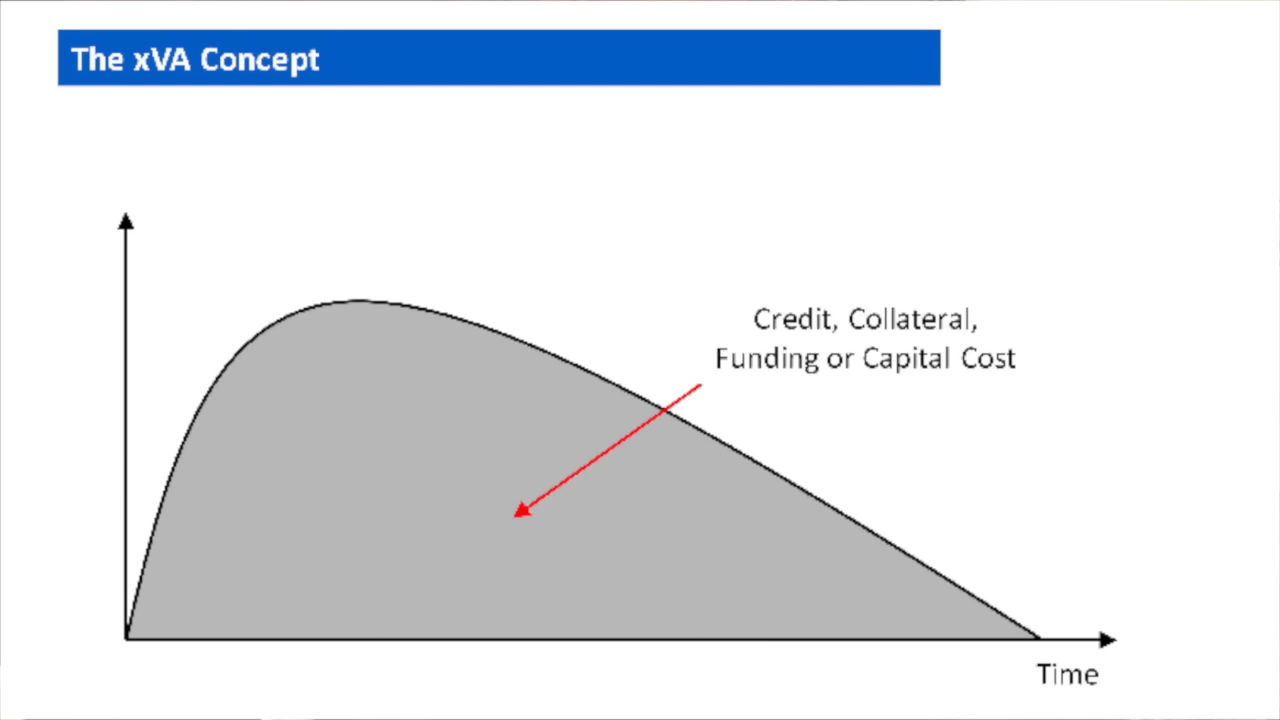 The xVA Concept
Credit, Collateral,
Funding or Capital Cost
Time